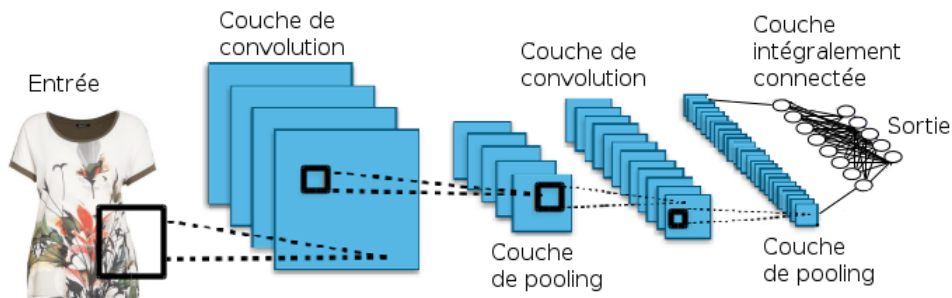 Entrée
Couche de
convolution
Couche
de pooling
Couche de
convolution
Couche
intégralement
connectée
Sortie
Couche
de pooling